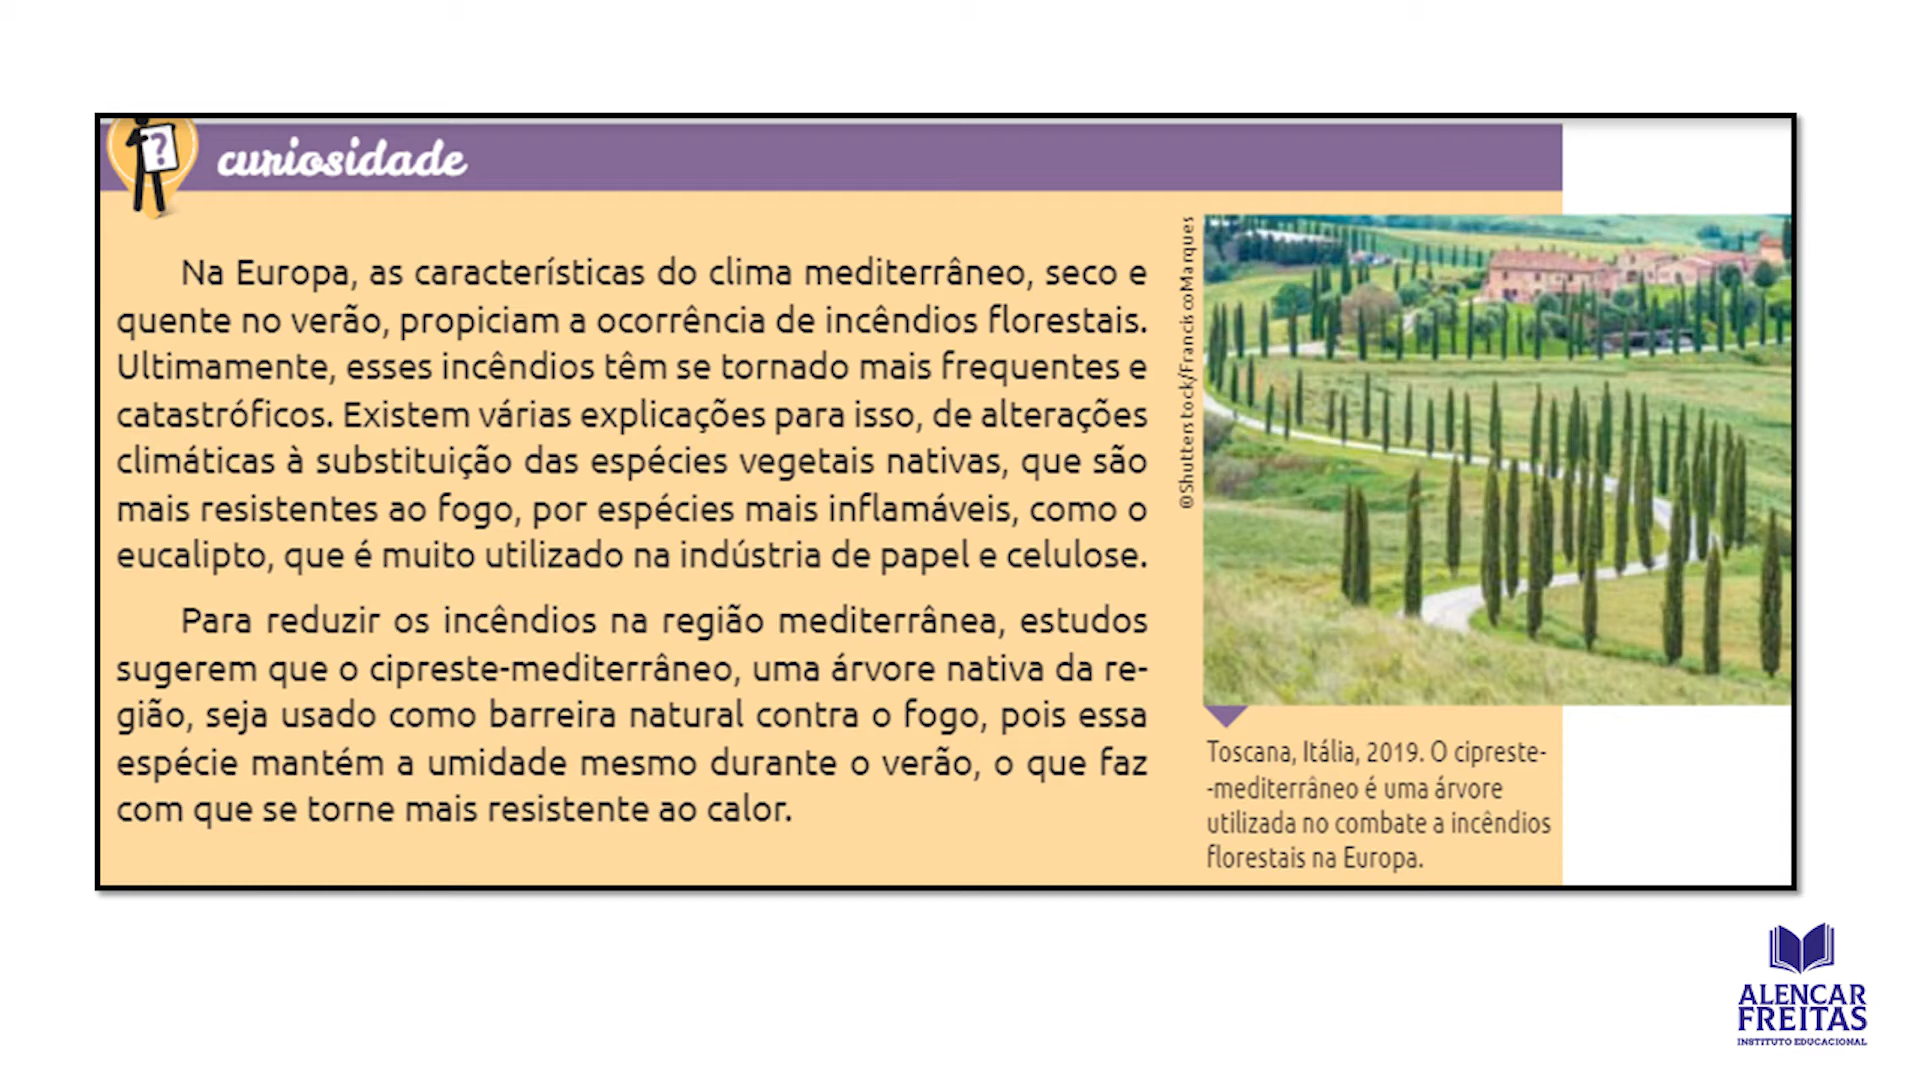 ?
curiosidade
Na Europa, as características do clima mediterrâneo, seco e
quente no verão, propiciam a ocorrência de incêndios florestais.
Ultimamente, esses incêndios têm se tornado mais frequentes e
catastróficos. Existem várias explicações para isso, de alterações
climáticas à substituição das espécies vegetais nativas, que são
mais resistentes ao fogo, por espécies mais inflamáveis, como o
eucalipto, que é muito utilizado na indústria de papel e celulose.
Para reduzir os incêndios na região mediterrânea, estudos
sugerem que o cipreste-mediterrâneo, uma árvore nativa da re-
gião, seja usado como barreira natural contra o fogo, pois essa
espécie mantém a umidade mesmo durante o verão, o que faz
com que se torne mais resistente ao calor.
©Shutterstock/FranciscoMarques
Toscana, Itália, 2019. O cipreste-
-mediterrâneo é uma árvore
utilizada no combate a incêndios
florestais na Europa.
ALENCAR
FREITAS
INSTITUTO EDUCACIONAL